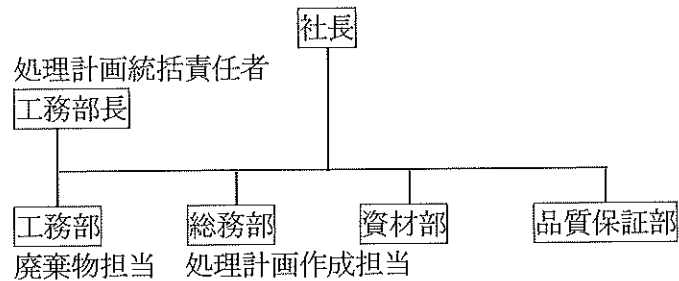 社長
処理計画統括責任者
工務部長
工務部 総務部 資材部 品質保証部
廃棄物担当 処理計画作成担当